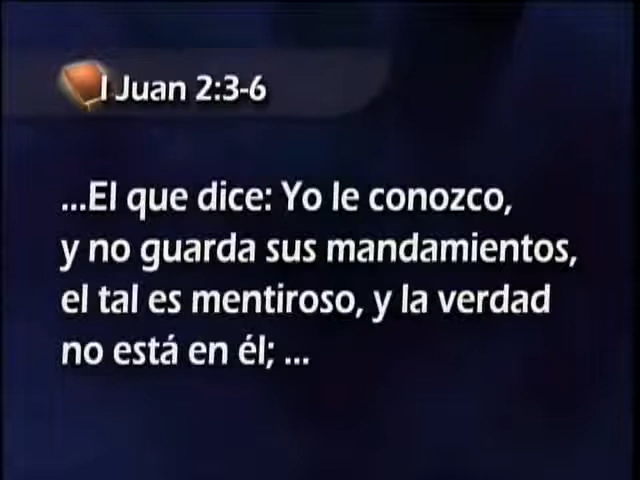 I Juan 2:3-6
...El que dice: Yo le conozco,
y no guarda sus mandamientos,
el tal es mentiroso, y la verdad
no está en él; ...